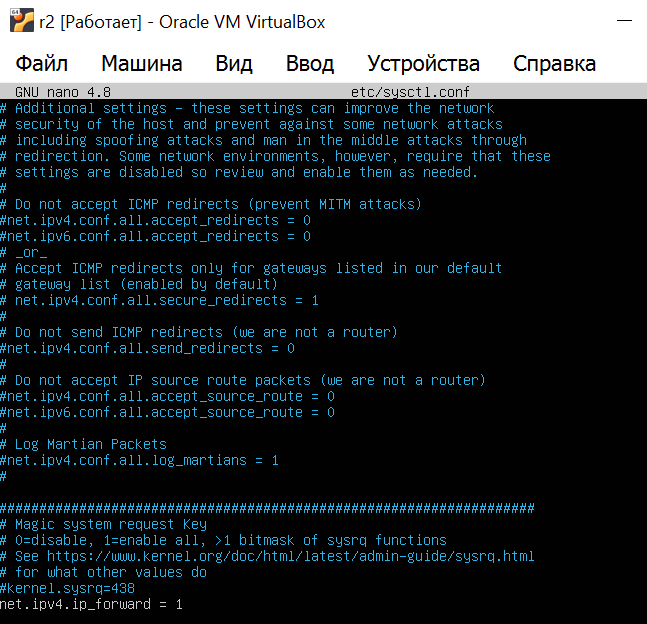 r2 [Работает] - Oracle VM VirtualBox
Файл Машина Вид Ввод Устройства Справка
GNU nano 4.8 etc/sysctl.conf
# Additional settings – these settings can improve the network
# security of the host and prevent against some network attacks
# including spoofing attacks and man in the middle attacks through
# redirection. Some network environments, however, require that these
# settings are disabled so review and enable them as needed.
#
# Do not accept ICMP redirects (prevent MITM attacks)
#net.ipv4.conf.all.accept_redirects = 0
#net.ipv6.conf.all.accept_redirects = 0
# _or_
# Accept ICMP redirects only for gateways listed in our default
# gateway list (enabled by default)
# net.ipv4.conf.all.secure_redirects = 1
#
# Do not send ICMP redirects (we are not a router)
#net.ipv4.conf.all.send_redirects = 0
#
# Do not accept IP source route packets (we are not a router)
#net.ipv4.conf.all.accept_source_route = 0
#net.ipv6.conf.all.accept_source_route = 0
#
# Log Martian Packets
#net.ipv4.conf.all.log_martians = 1
#
###################################################################
# Magic system request Key
# 0=disable, 1=enable all, >1 bitmask of sysrq functions
# See https://www.kernel.org/doc/html/latest/admin-guide/sysrq.html
# for what other values do
#kernel.sysrq=438
net.ipv4.ip_forward = 1